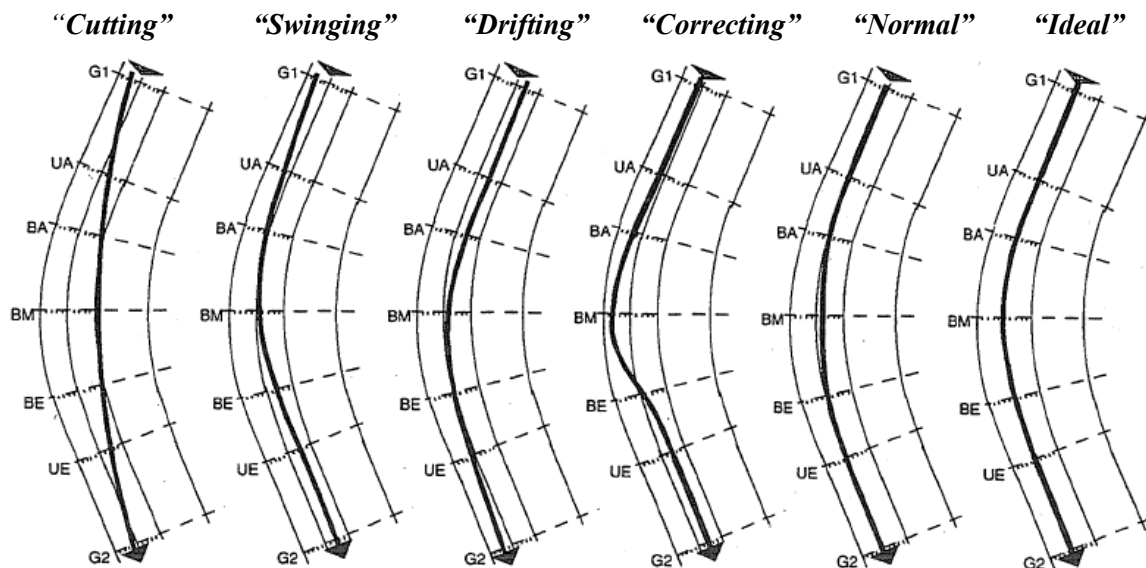 “Cutting” “Swinging” “Drifting” “Correcting” “Normal” “Ideal”
G1 G1 G1 G1 G1 G1
UA UA UA UA UA UA
BA BA BA BA BA BA
BM BM BM BM BM BM
BE BE BE BE BE BE
UE UE UE UE UE UE
G2 G2 G2 G2 G2 G2